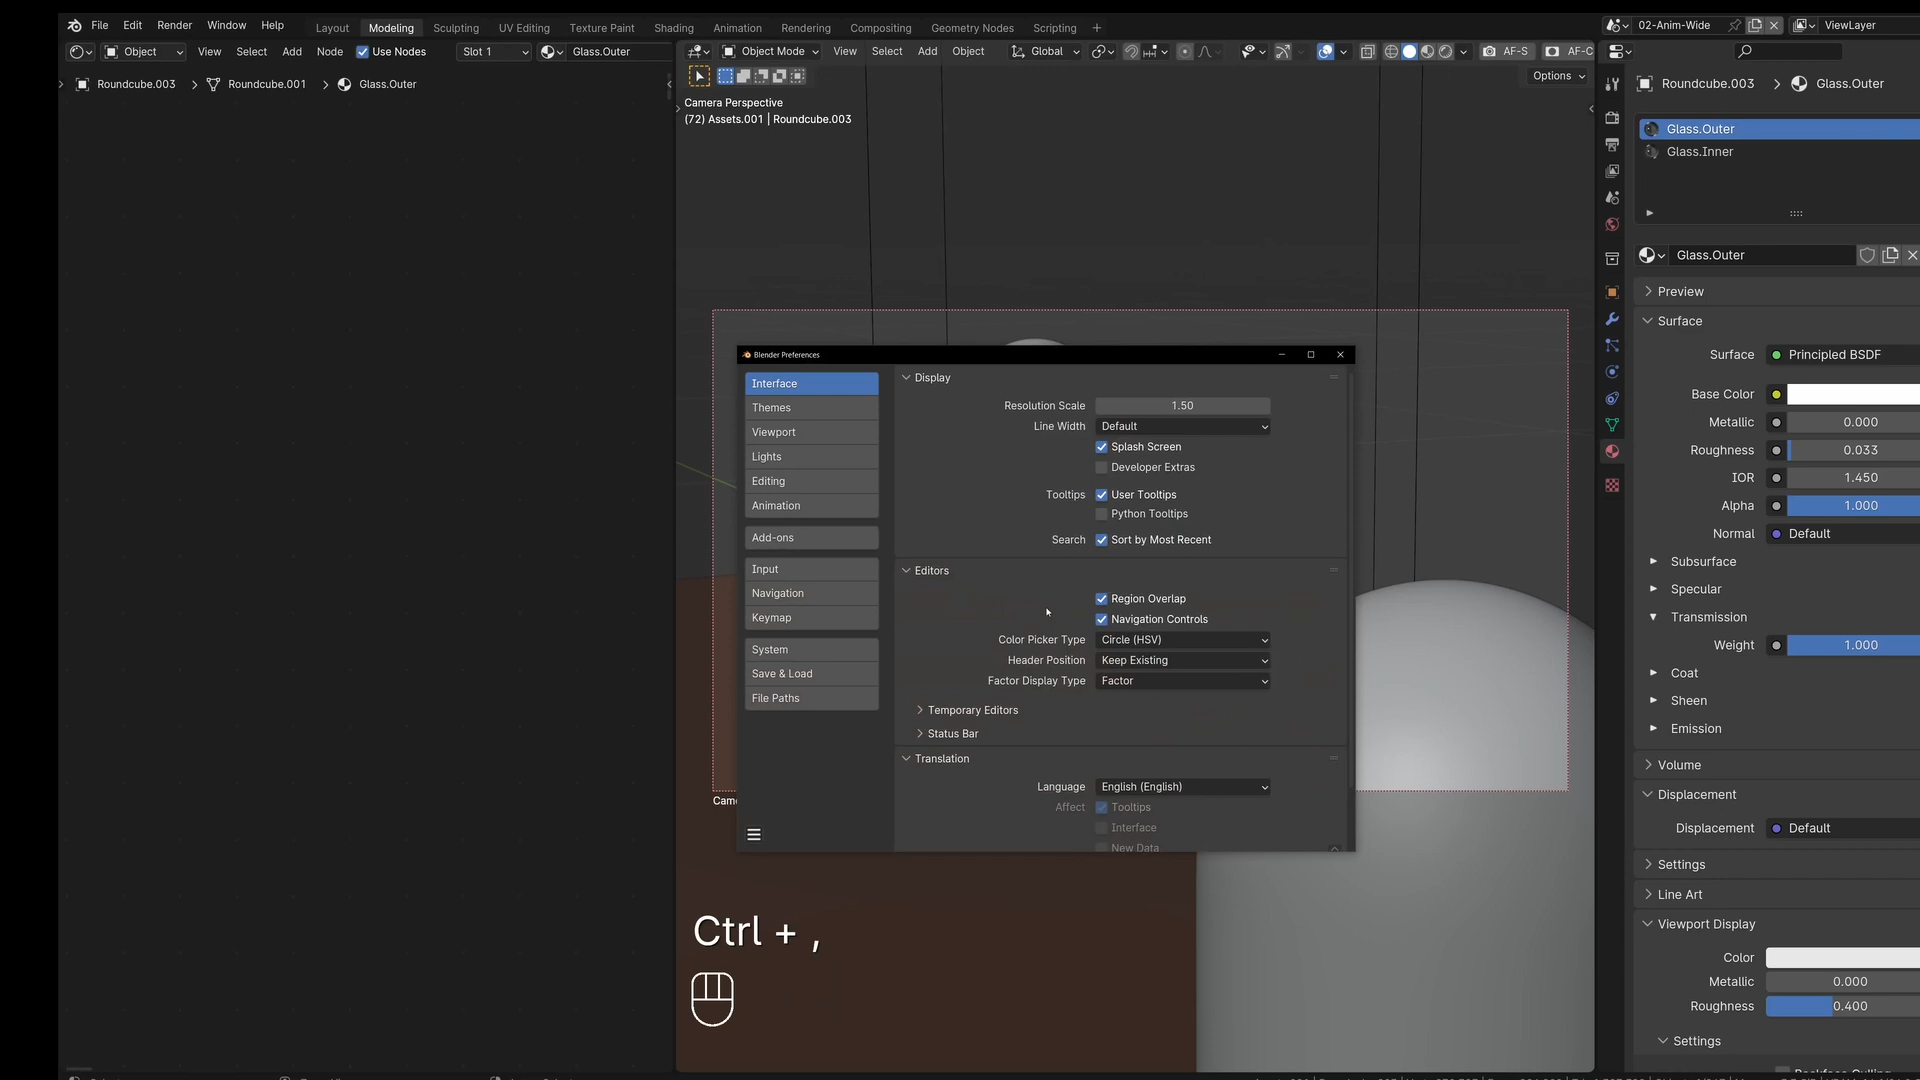 File Edit Render Window Help Layout Modeling Sculpting UV Editing Texture Paint Shading Animation Rendering Compositing Geometry Nodes Scripting + 02-Anim-Wide ViewLayer
Object View Select Add Node Use Nodes Slot 1 Glass.Outer
Object Mode View Select Add Object Global AF-S AF-C
Options
Roundcube.003 > Roundcube.001 > Glass.Outer
Camera Perspective
(72) Assets.001 | Roundcube.003
Roundcube.003 > Glass.Outer
Glass.Outer
Glass.Inner
Glass.Outer
Preview
Surface
Surface Principled BSDF
Base Color
Metallic 0.000
Roughness 0.033
IOR 1.450
Alpha 1.000
Normal Default
Subsurface
Specular
Transmission
Weight 1.000
Coat
Sheen
Emission
Volume
Displacement
Displacement Default
Settings
Line Art
Viewport Display
Color
Metallic 0.000
Roughness 0.400
Settings
Blender Preferences
Interface
Themes
Viewport
Lights
Editing
Animation
Add-ons
Input
Navigation
Keymap
System
Save & Load
File Paths
Display
Resolution Scale 1.50
Line Width Default
Splash Screen
Developer Extras
Tooltips User Tooltips
Python Tooltips
Search Sort by Most Recent
Editors
Region Overlap
Navigation Controls
Color Picker Type Circle (HSV)
Header Position Keep Existing
Factor Display Type Factor
Temporary Editors
Status Bar
Translation
Language English (English)
Affect Tooltips
Interface
New Data
Ctrl + ,